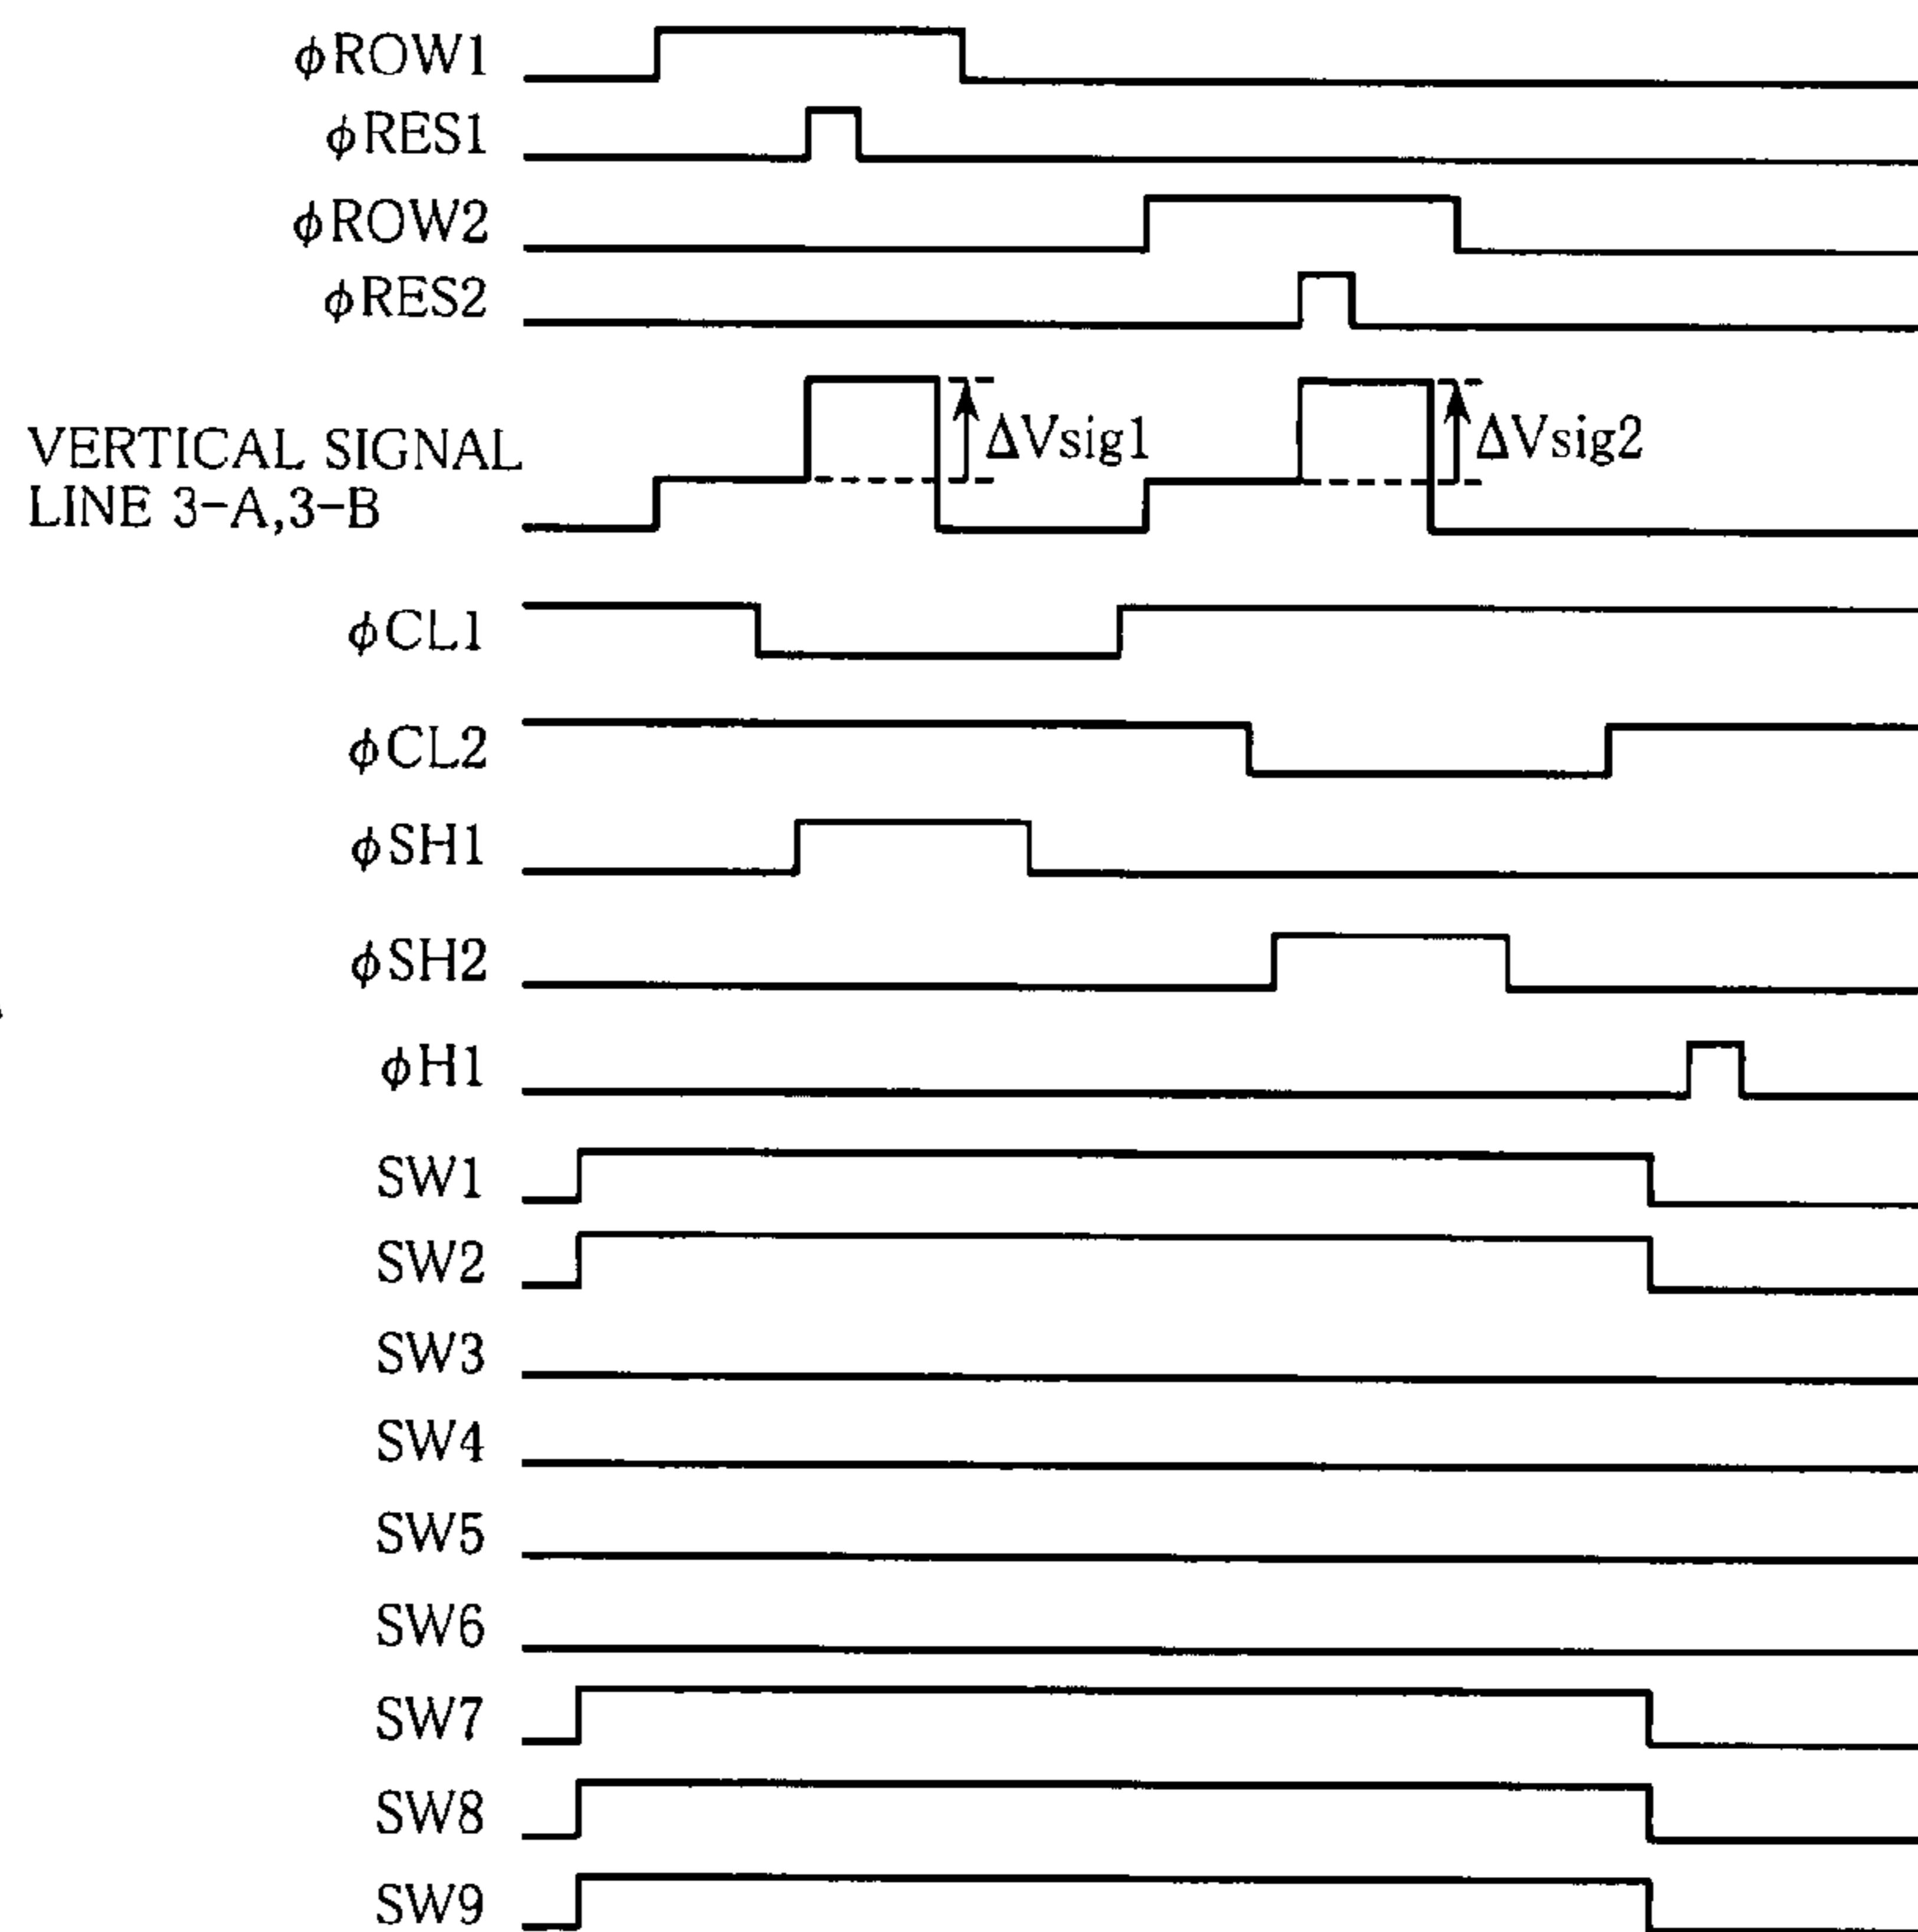 ϕROW1
ϕRES1
ϕROW2
ϕRES2
VERTICAL SIGNAL
LINE 3-A,3-B
ΔVsig1
ΔVsig2
ϕCL1
ϕCL2
ϕSH1
ϕSH2
ϕH1
SW1
SW2
SW3
SW4
SW5
SW6
SW7
SW8
SW9